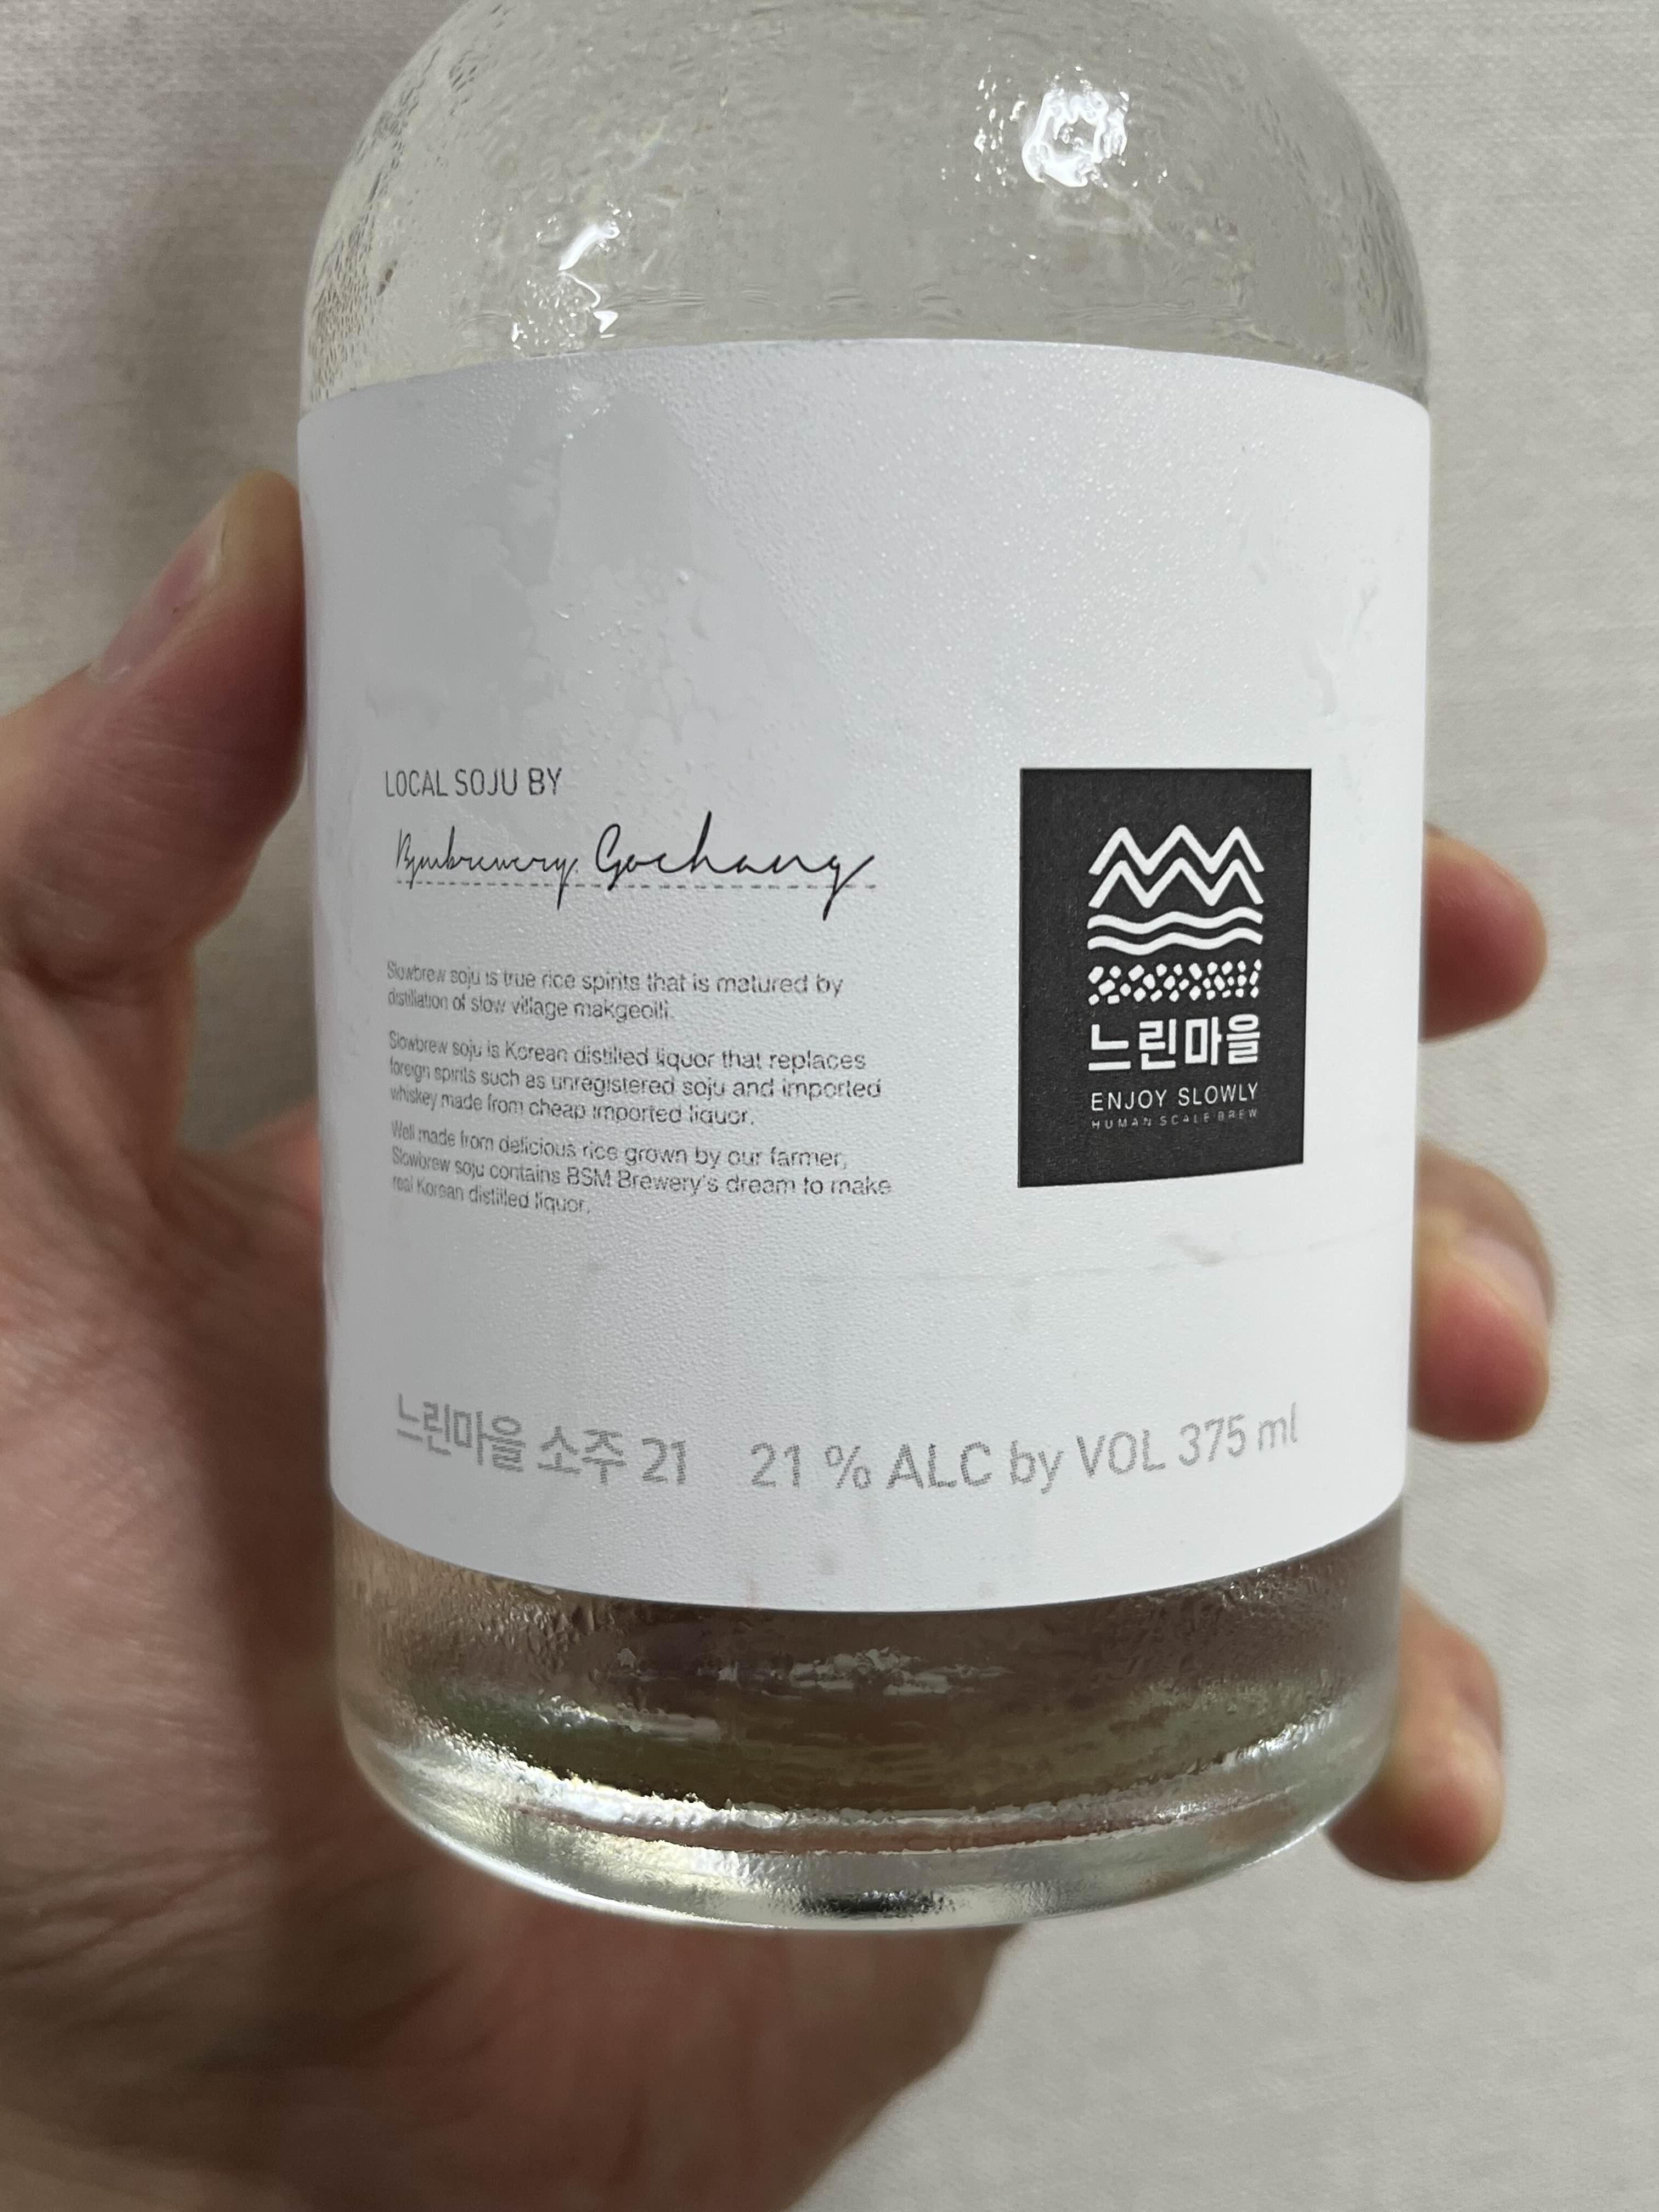 LOCAL SOJU BY
Bsmbrewery. Gochang
Slowbrew soju is true rice spirits that is matured by
distillation of slow village makgeolli.
Slowbrew soju is Korean distilled liquor that replaces
foreign spirits such as unregistered soju and imported
whiskey made from cheap imported liquor.
Well made from delicious rice grown by our farmer,
Slowbrew soju contains BSM Brewery's dream to make
real Korean distilled liquor.
느린마을
ENJOY SLOWLY
HUMAN SCALE BREW
느린마을 소주 21 21 % ALC by VOL 375 ml